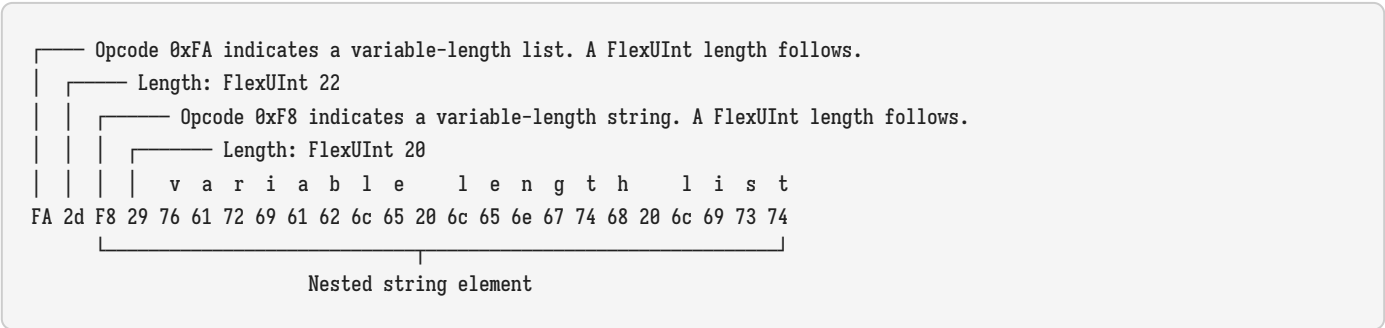 Opcode 0xFA indicates a variable-length list. A FlexUInt length follows.
Length: FlexUInt 22
Opcode 0xF8 indicates a variable-length string. A FlexUInt length follows.
Length: FlexUInt 20
v a r i a b l e   l e n g t h   l i s t
FA 2d F8 29 76 61 72 69 61 62 6c 65 20 6c 65 6e 67 74 68 20 6c 69 73 74
Nested string element